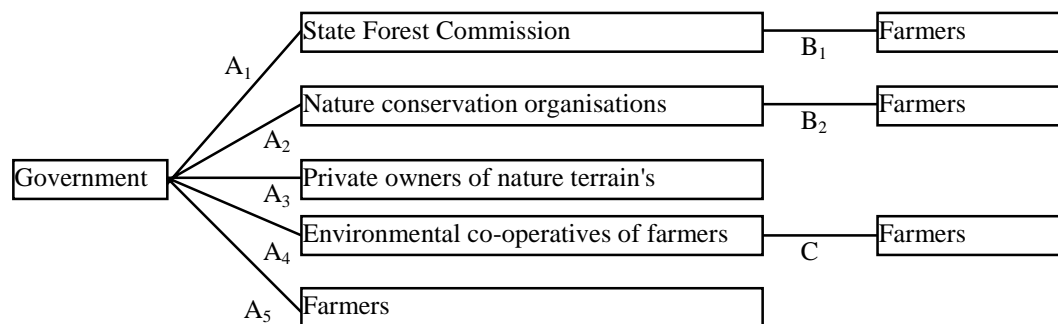 State Forest Commission
Farmers
B₁
A₁
Nature conservation organisations
Farmers
B₂
A₂
Government
Private owners of nature terrain's
A₃
Environmental co-operatives of farmers
Farmers
C
A₄
Farmers
A₅